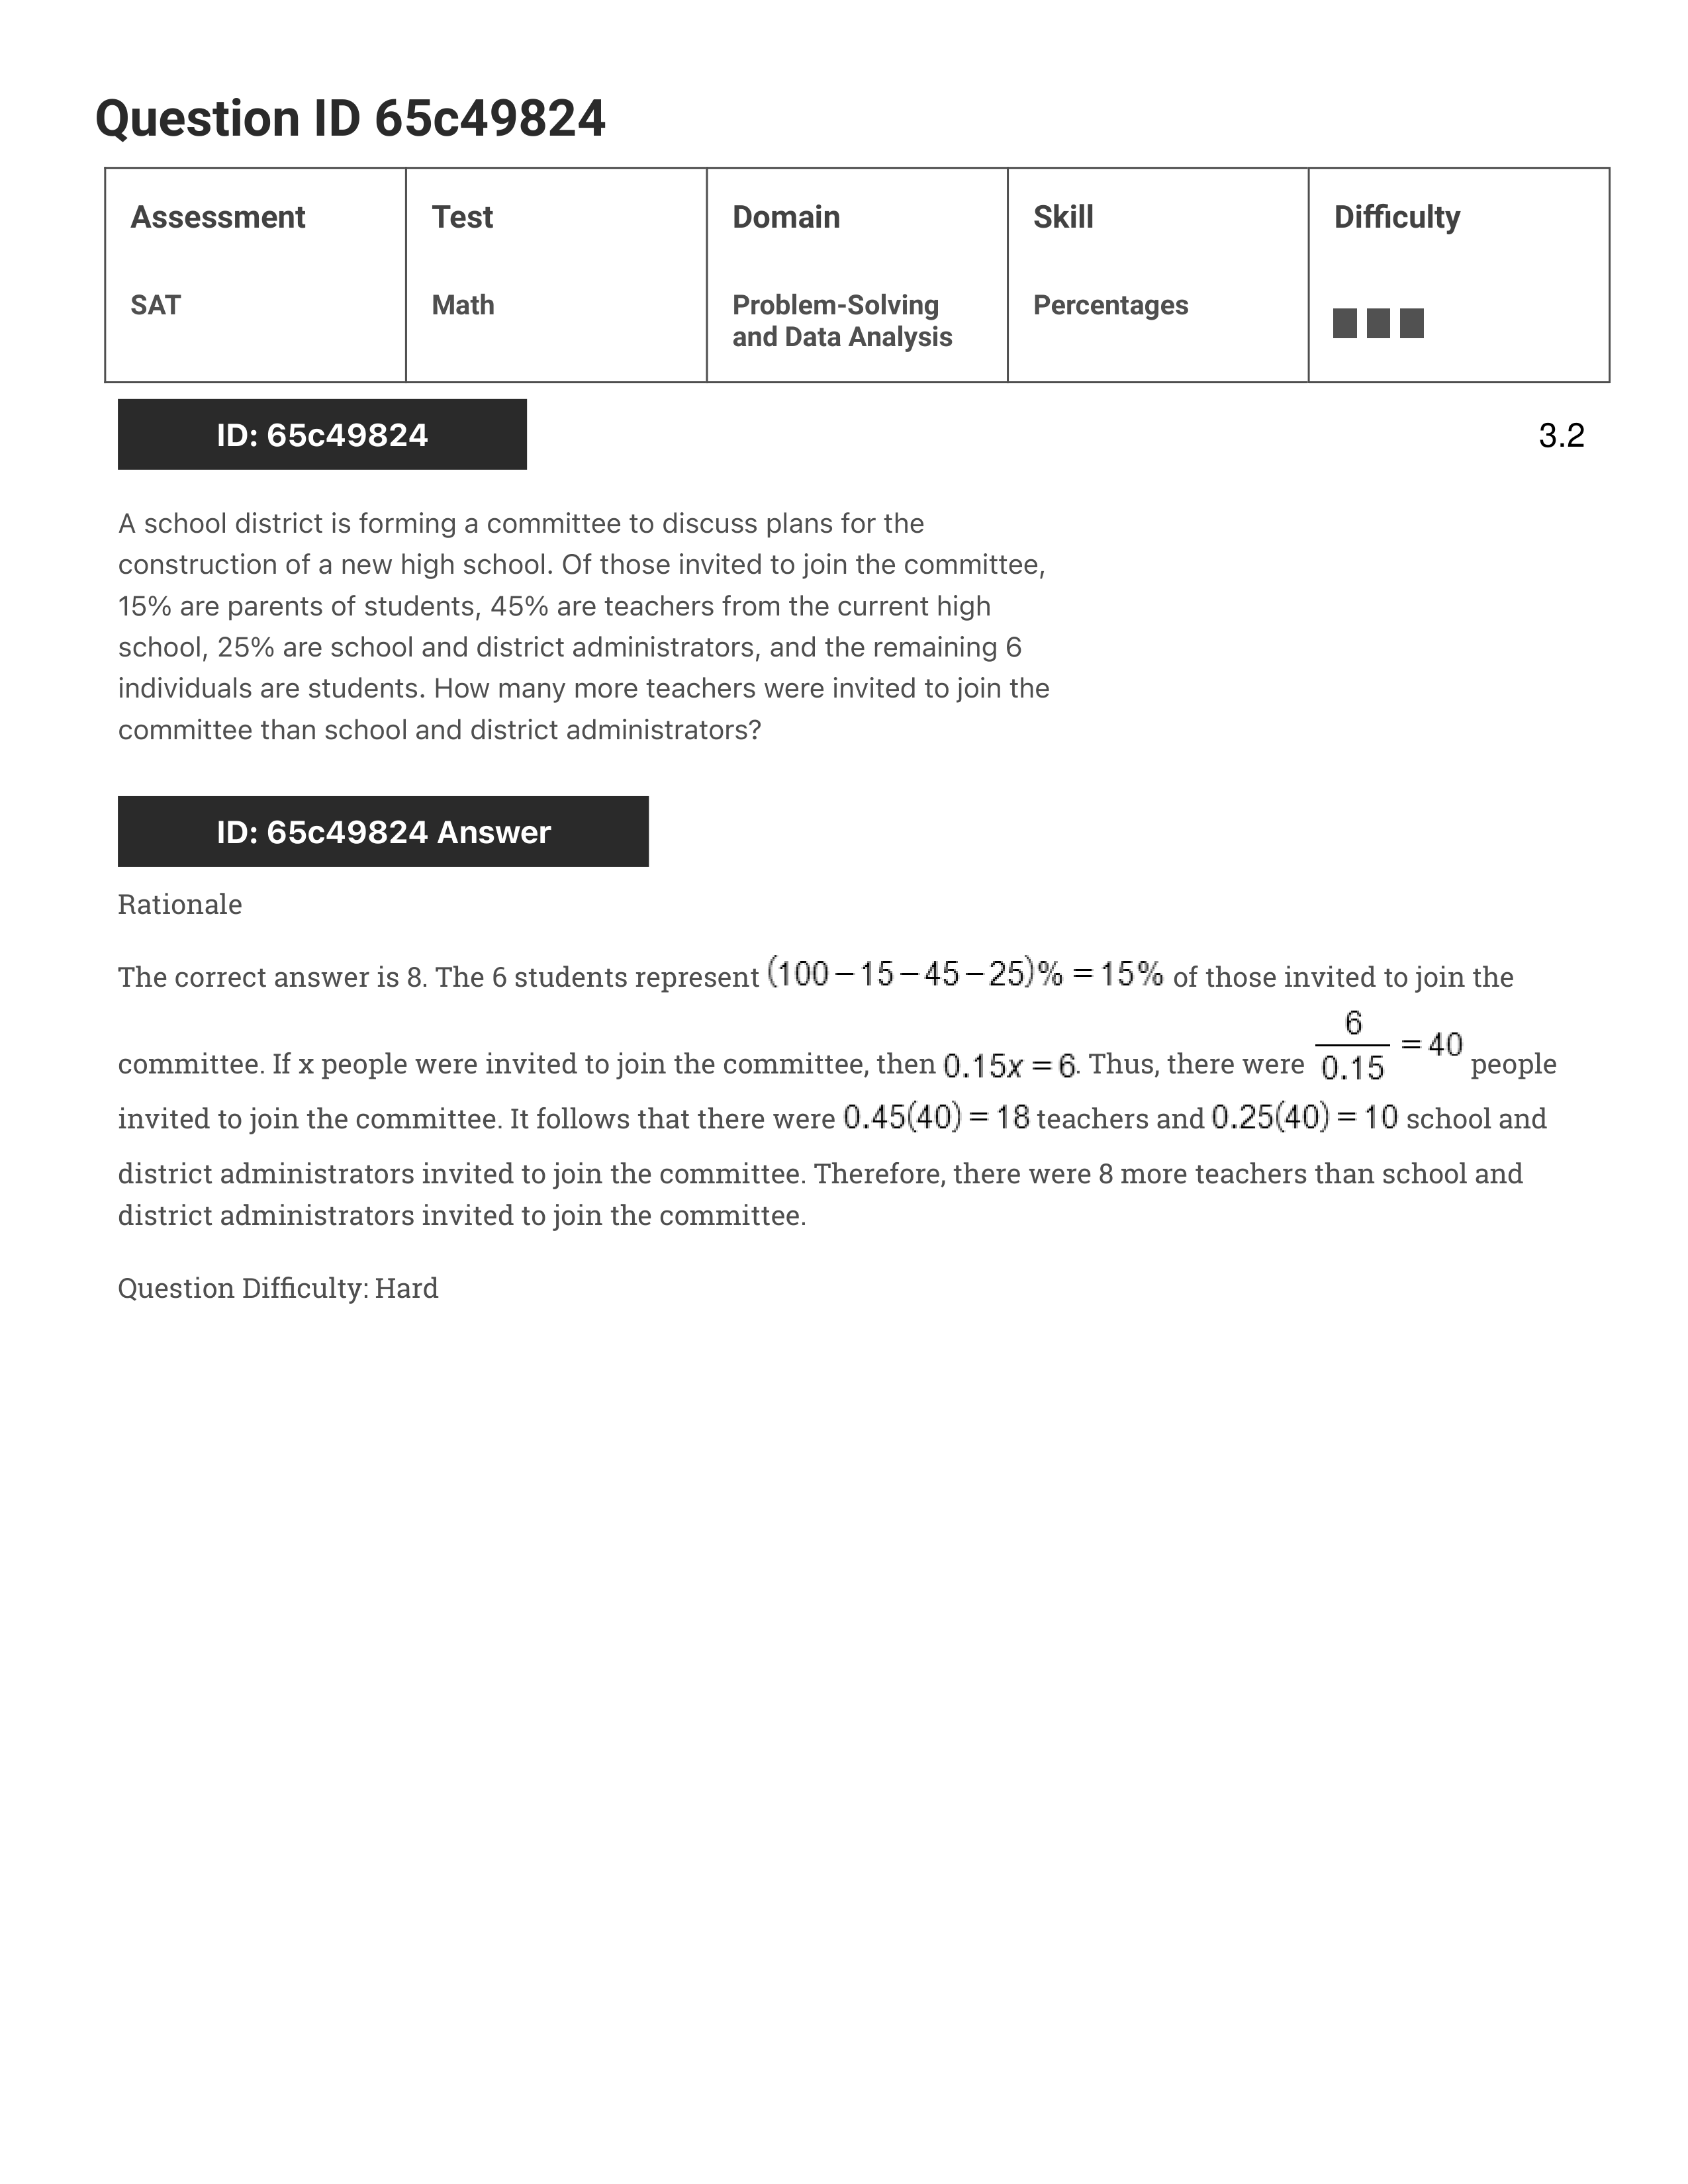 Question ID 65c49824
Assessment Test Domain Skill Difficulty
SAT Math Problem-Solving and Data Analysis Percentages
ID: 65c49824 3.2
A school district is forming a committee to discuss plans for the
construction of a new high school. Of those invited to join the committee,
15% are parents of students, 45% are teachers from the current high
school, 25% are school and district administrators, and the remaining 6
individuals are students. How many more teachers were invited to join the
committee than school and district administrators?
ID: 65c49824 Answer
Rationale
The correct answer is 8. The 6 students represent (100 – 15 – 45 – 25)% = 15% of those invited to join the
committee. If x people were invited to join the committee, then 0.15x = 6. Thus, there were 6/0.15 = 40 people
invited to join the committee. It follows that there were 0.45(40) = 18 teachers and 0.25(40) = 10 school and
district administrators invited to join the committee. Therefore, there were 8 more teachers than school and
district administrators invited to join the committee.
Question Difficulty: Hard